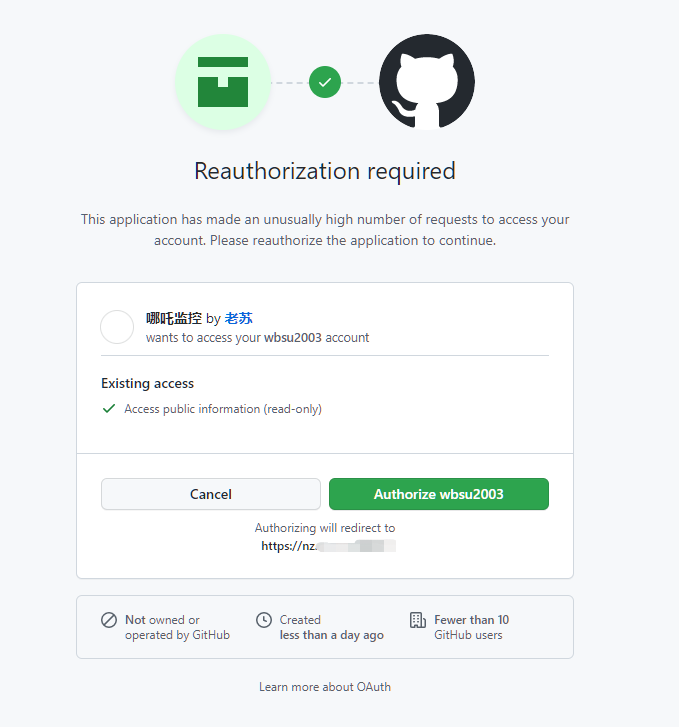 Reauthorization required
This application has made an unusually high number of requests to access your
account. Please reauthorize the application to continue.
哪吒监控 by 老苏
wants to access your wbsu2003 account
Existing access
Access public information (read-only)
Cancel
Authorize wbsu2003
Authorizing will redirect to
https://nz.
Not owned or
operated by GitHub
Created
less than a day ago
Fewer than 10
GitHub users
Learn more about OAuth